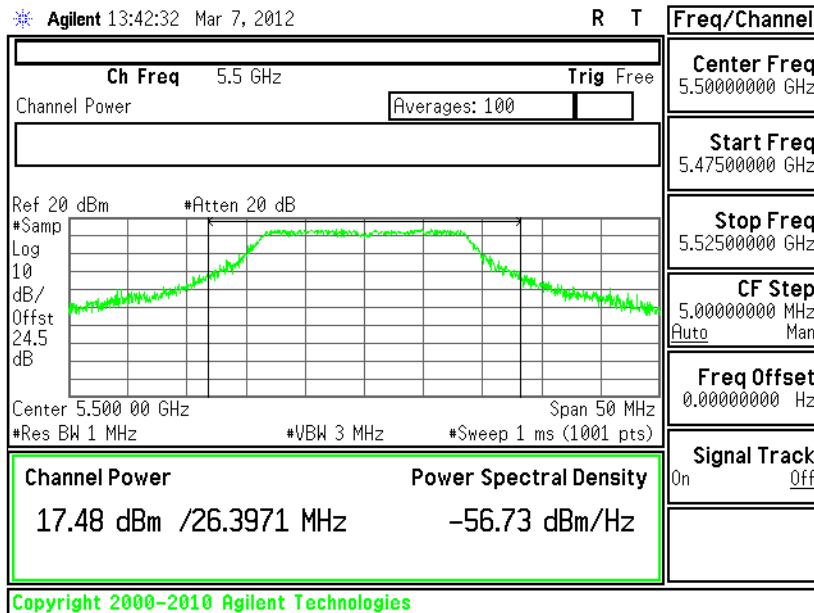 Agilent 13:42:32 Mar 7, 2012 R T
Freq/Channel
Ch Freq 5.5 GHz Trig Free
Channel Power Averages: 100
Ref 20 dBm #Atten 20 dB
#Samp
Log
10
dB/
Offst
24.5
dB
Center 5.500 00 GHz Span 50 MHz
#Res BW 1 MHz #VBW 3 MHz #Sweep 1 ms (1001 pts)
Channel Power Power Spectral Density
17.48 dBm /26.3971 MHz -56.73 dBm/Hz
Center Freq
5.50000000 GHz
Start Freq
5.47500000 GHz
Stop Freq
5.52500000 GHz
CF Step
5.00000000 MHz
Auto Man
Freq Offset
0.00000000 Hz
Signal Track
On Off
Copyright 2000-2010 Agilent Technologies